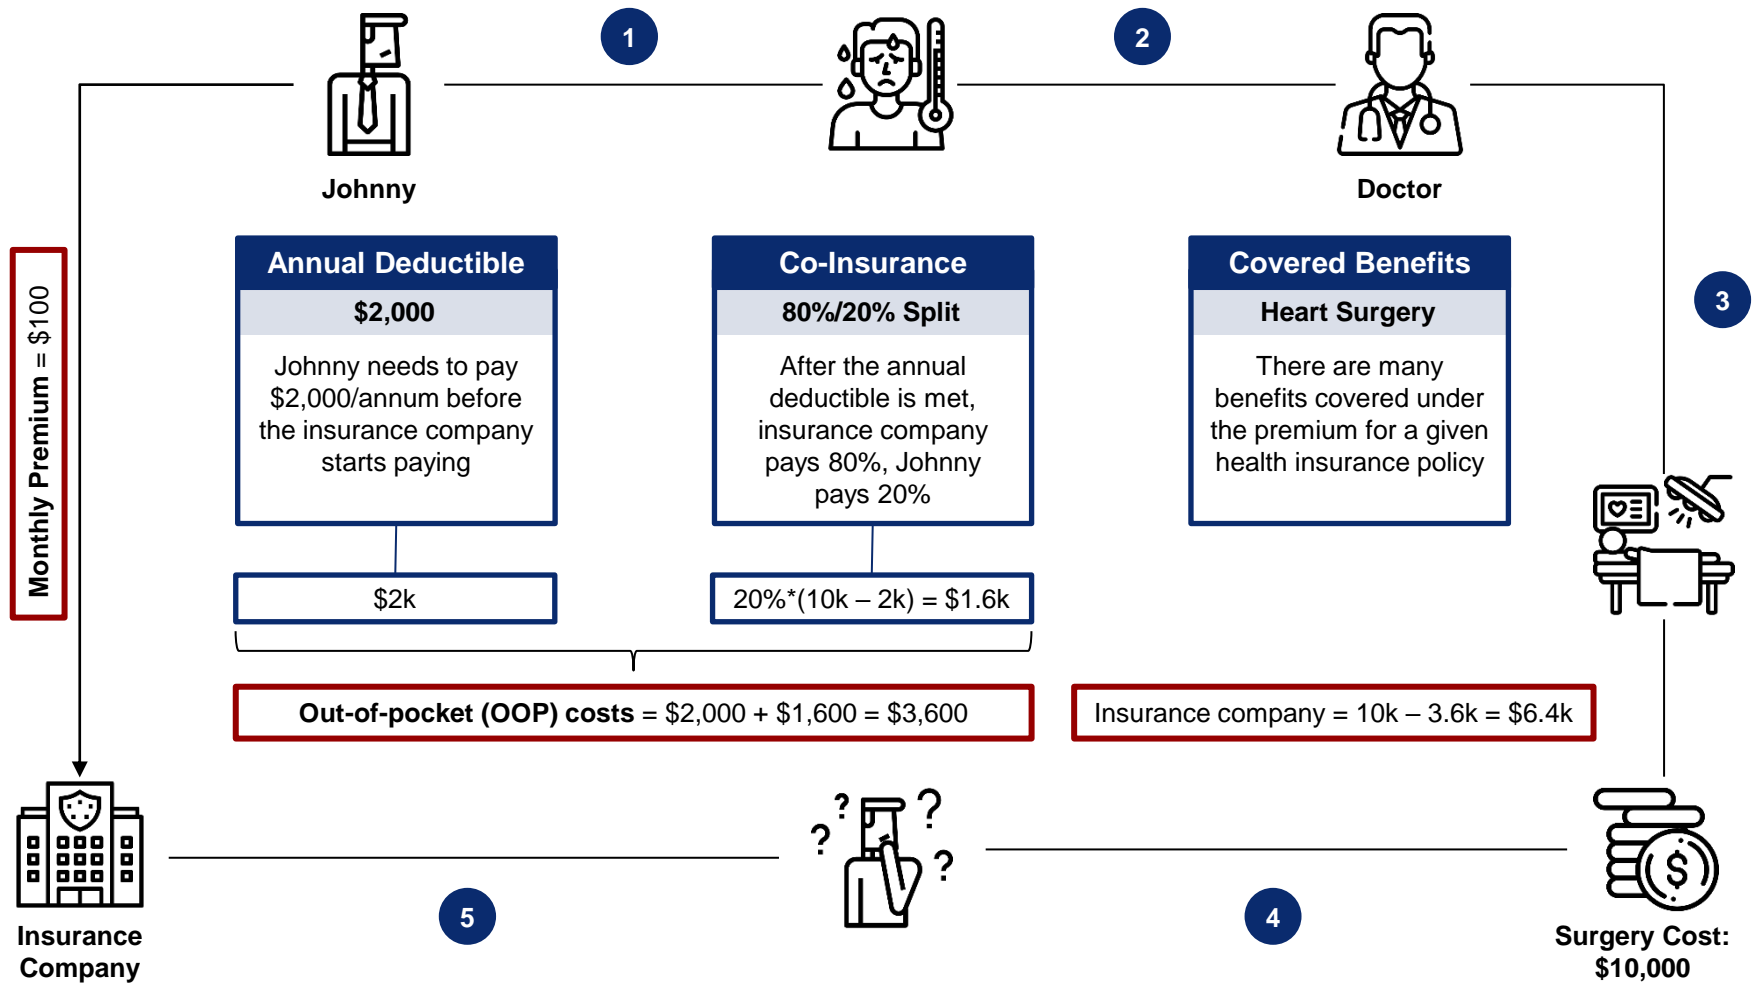 1
2
Johnny
Doctor
Monthly Premium = $100
Annual Deductible
$2,000
Johnny needs to pay
$2,000/annum before
the insurance company
starts paying
Co-Insurance
80%/20% Split
After the annual
deductible is met,
insurance company
pays 80%, Johnny
pays 20%
Covered Benefits
Heart Surgery
There are many
benefits covered under
the premium for a given
health insurance policy
3
$2k
20%*(10k – 2k) = $1.6k
Out-of-pocket (OOP) costs = $2,000 + $1,600 = $3,600
Insurance company = 10k – 3.6k = $6.4k
? ? ? ?
$
5
4
Insurance
Company
Surgery Cost:
$10,000